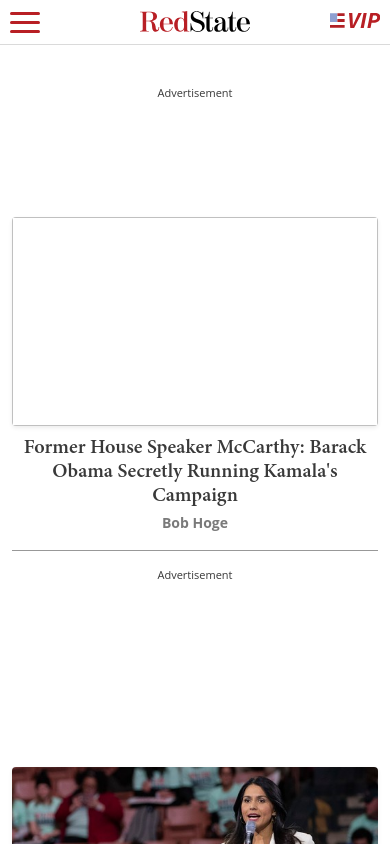 RedState
VIP
Advertisement
Former House Speaker McCarthy: Barack
Obama Secretly Running Kamala's
Campaign
Bob Hoge
Advertisement